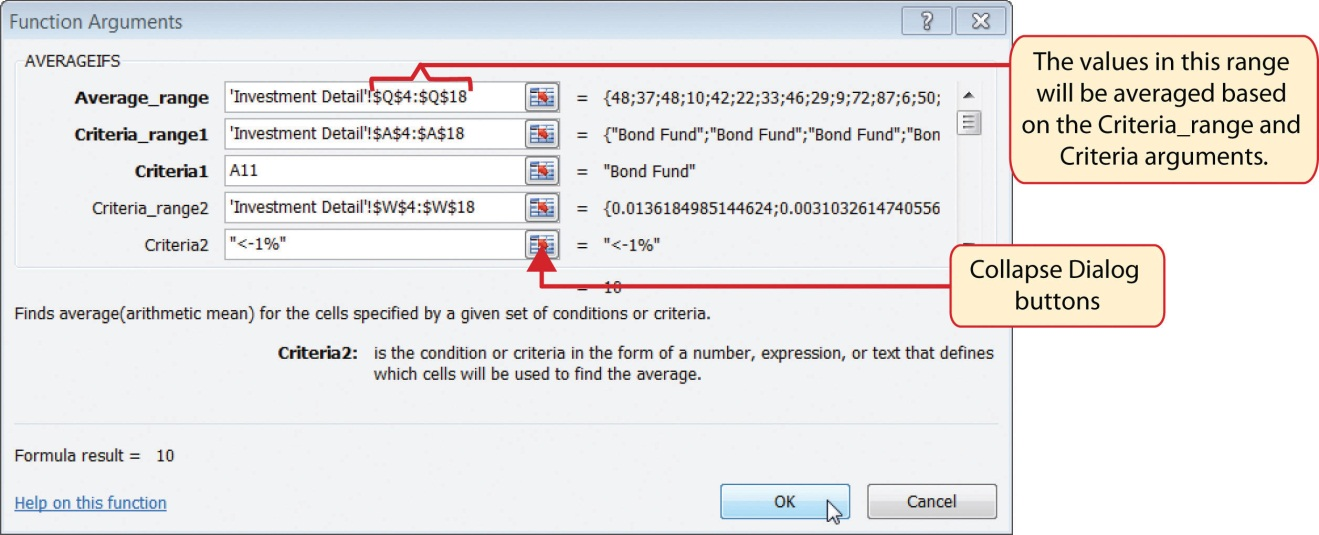 Function Arguments
AVERAGEIFS
Average_range 'Investment Detail'!$Q$4:$Q$18 = {48;37;48;10;42;22;33;46;29;9;72;87;6;50;
Criteria_range1 'Investment Detail'!$A$4:$A$18 = {"Bond Fund";"Bond Fund";"Bond Fund";"Bon
Criteria1 A11 = "Bond Fund"
Criteria_range2 'Investment Detail'!$W$4:$W$18 = {0.0136184985144624;0.0031032614740556
Criteria2 "<-1%" = "<-1%"
= 10
Finds average(arithmetic mean) for the cells specified by a given set of conditions or criteria.
Criteria2: is the condition or criteria in the form of a number, expression, or text that defines
which cells will be used to find the average.
Formula result = 10
Help on this function
OK
Cancel
The values in this range
will be averaged based
on the Criteria_range and
Criteria arguments.
Collapse Dialog
buttons